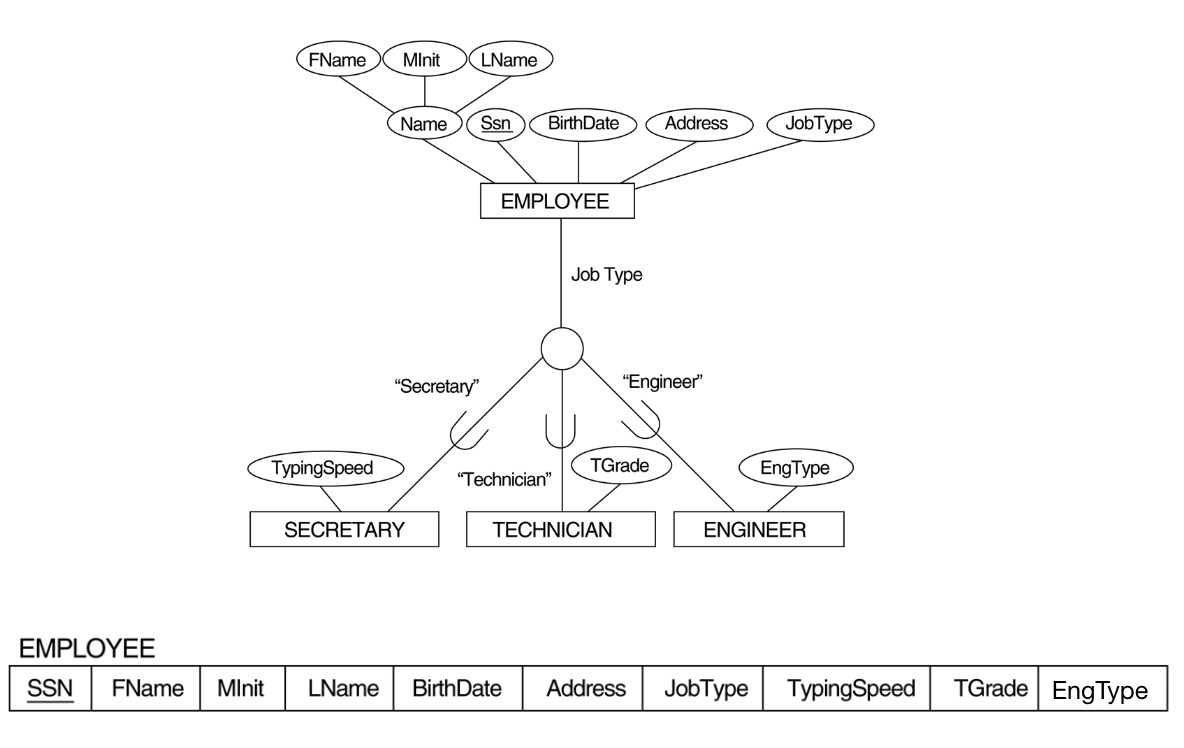 FName MInit LName
Name Ssn BirthDate Address JobType
EMPLOYEE
Job Type
“Secretary” “Engineer”
TypingSpeed “Technician” TGrade EngType
SECRETARY TECHNICIAN ENGINEER
EMPLOYEE
SSN FName MInit LName BirthDate Address JobType TypingSpeed TGrade EngType